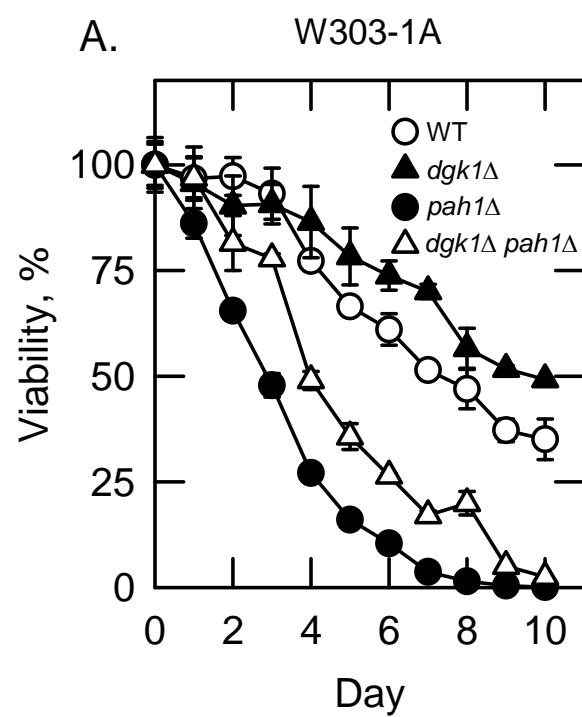 A.
W303-1A
WT
dgk1Δ
pah1Δ
dgk1Δ pah1Δ
Viability, %
100
75
50
25
0
0 2 4 6 8 10
Day